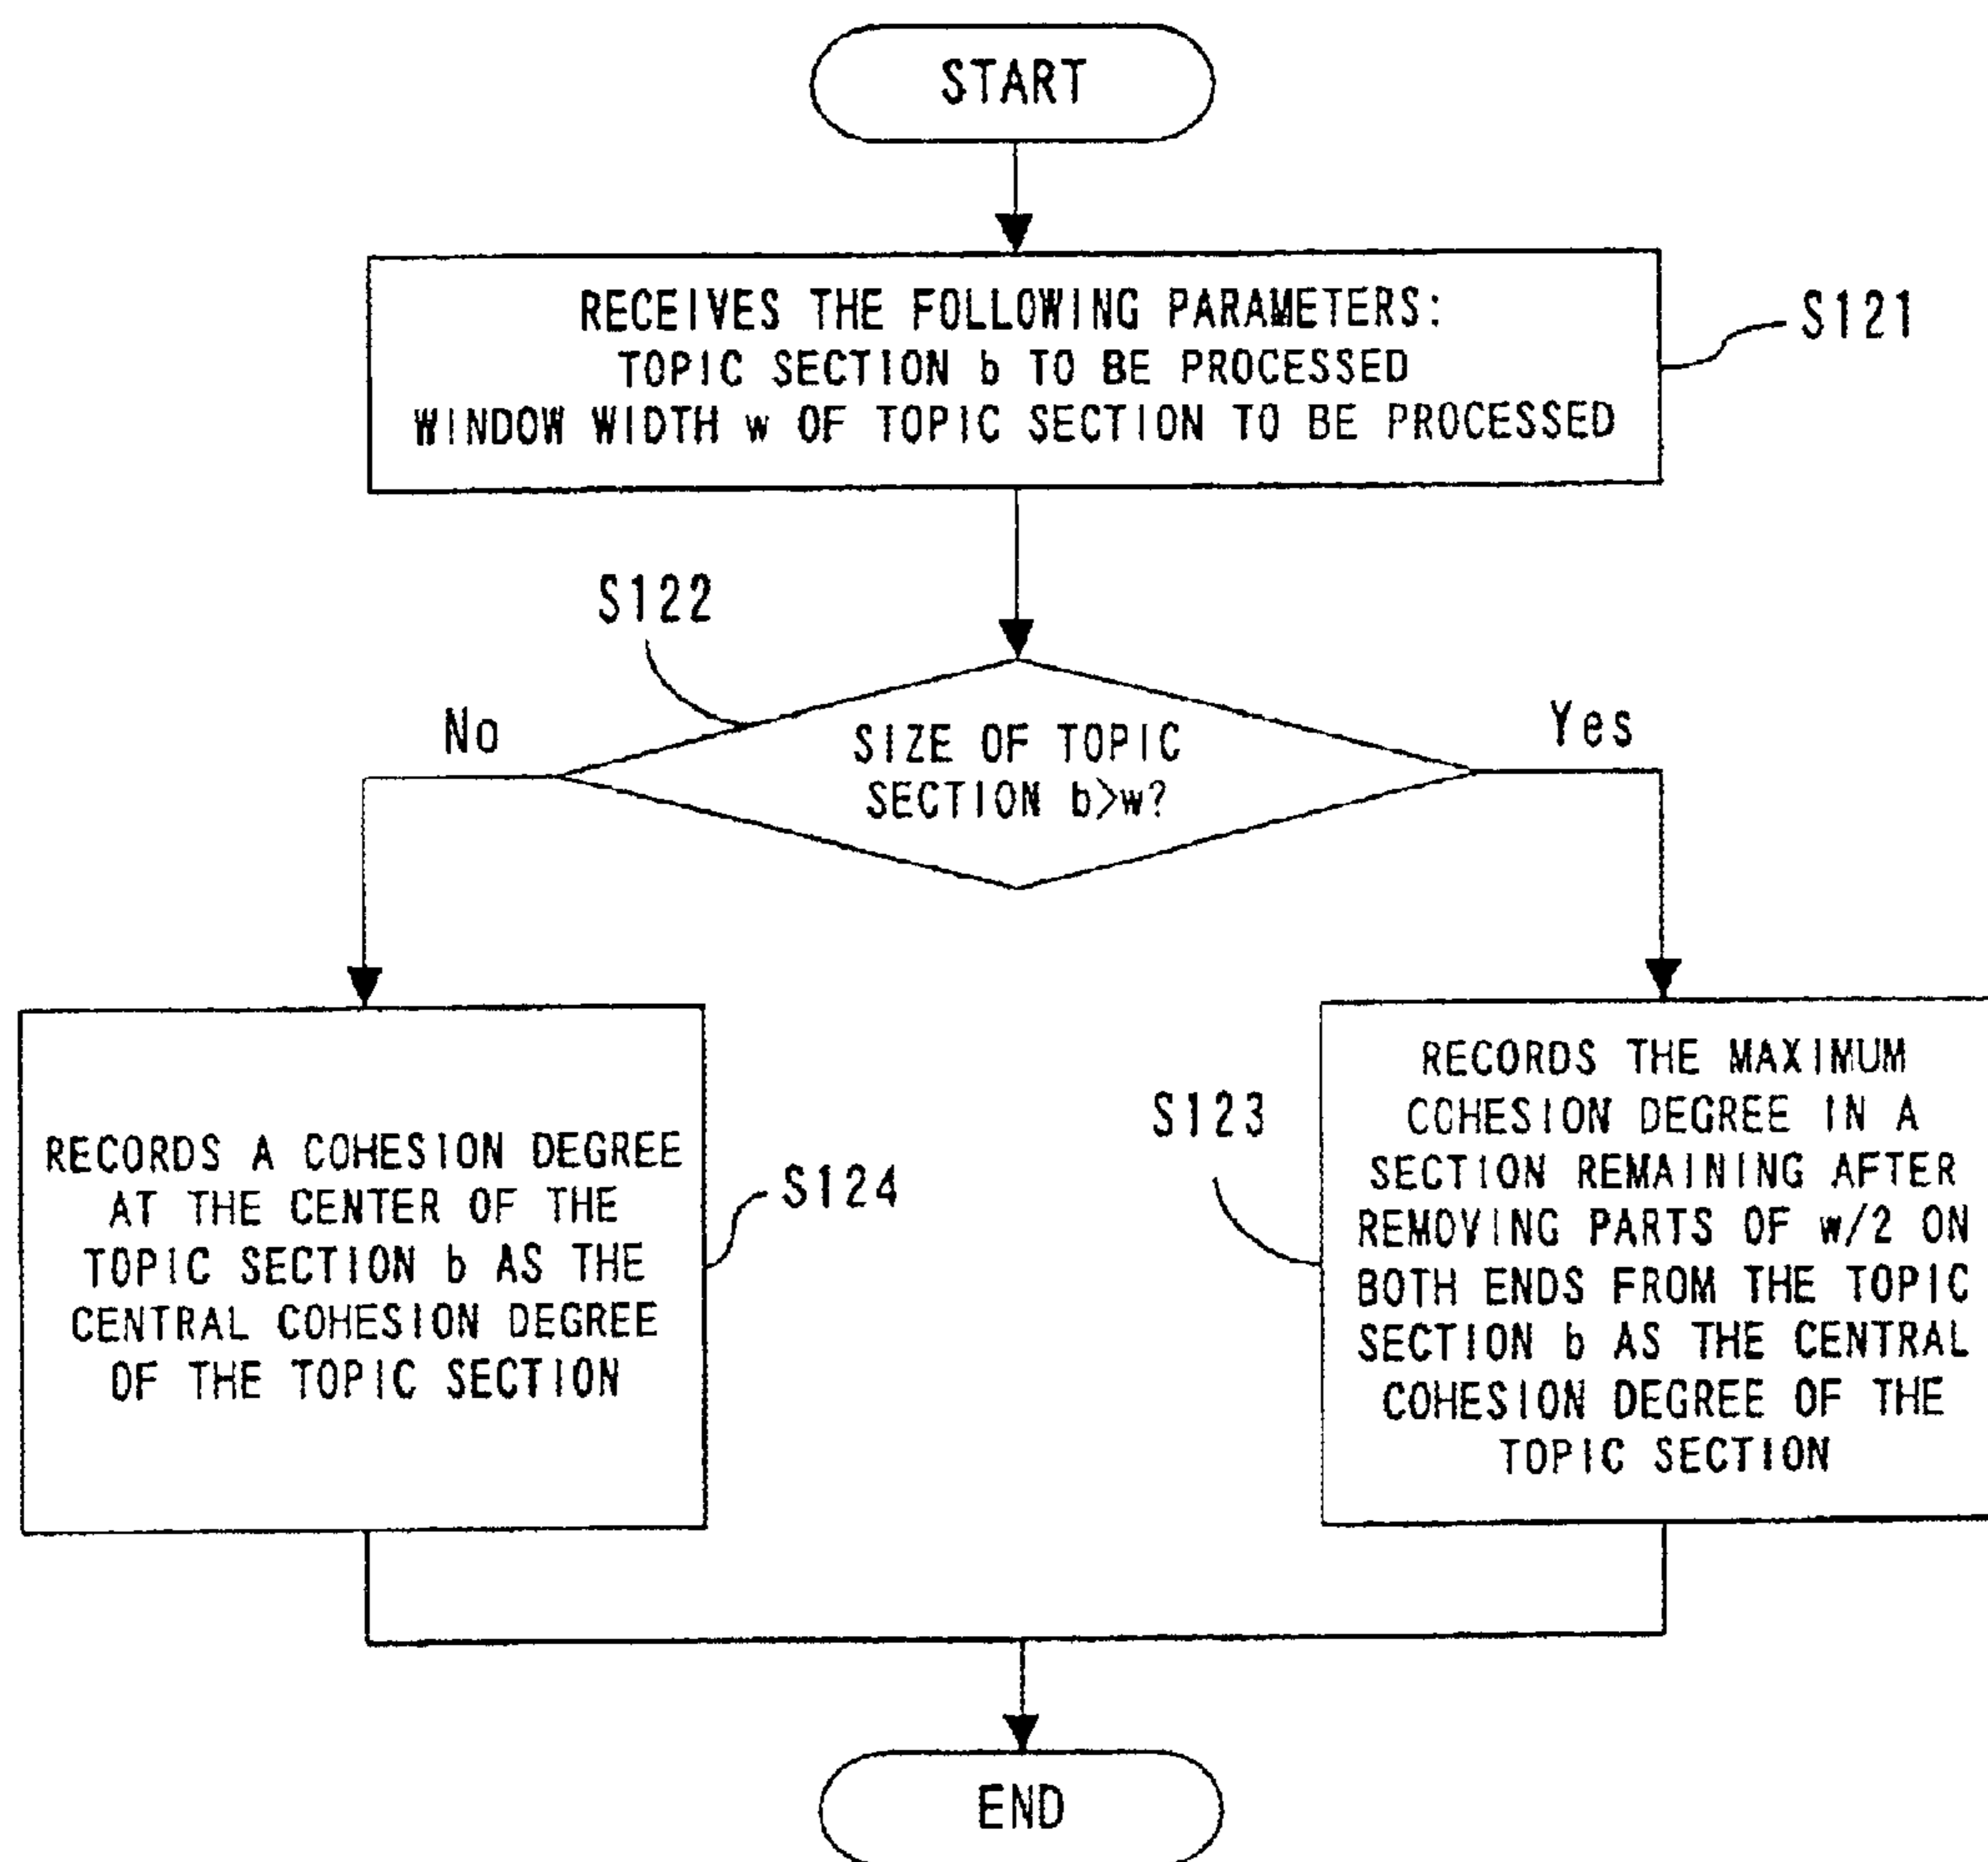 START
RECEIVES THE FOLLOWING PARAMETERS:
TOPIC SECTION b TO BE PROCESSED
WINDOW WIDTH w OF TOPIC SECTION TO BE PROCESSED
S121
S122
No
SIZE OF TOPIC
SECTION b>w?
Yes
RECORDS A COHESION DEGREE
AT THE CENTER OF THE
TOPIC SECTION b AS THE
CENTRAL COHESION DEGREE
OF THE TOPIC SECTION
S124
S123
RECORDS THE MAXIMUM
COHESION DEGREE IN A
SECTION REMAINING AFTER
REMOVING PARTS OF w/2 ON
BOTH ENDS FROM THE TOPIC
SECTION b AS THE CENTRAL
COHESION DEGREE OF THE
TOPIC SECTION
END